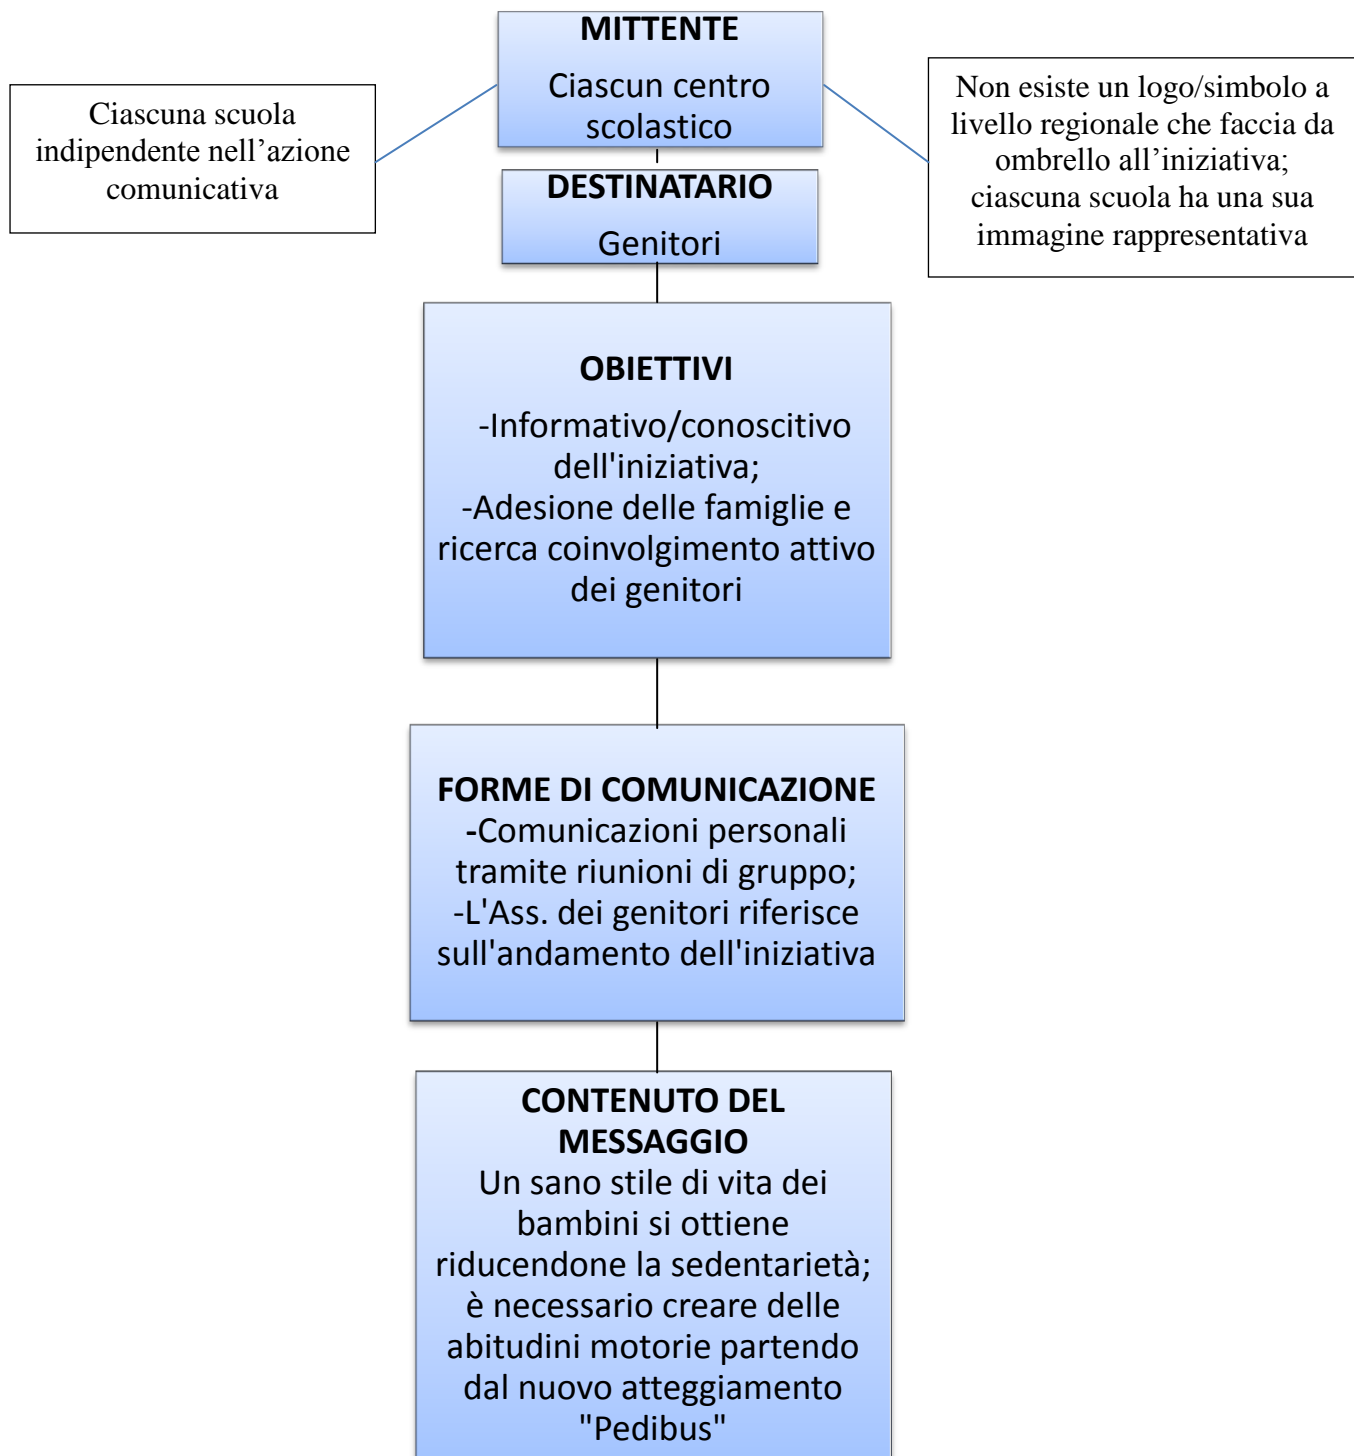 MITTENTE
Ciascun centro
scolastico
Ciascuna scuola
indipendente nell’azione
comunicativa
Non esiste un logo/simbolo a
livello regionale che faccia da
ombrello all’iniziativa;
ciascuna scuola ha una sua
immagine rappresentativa
DESTINATARIO
Genitori
OBIETTIVI
-Informativo/conoscitivo
dell'iniziativa;
-Adesione delle famiglie e
ricerca coinvolgimento attivo
dei genitori
FORME DI COMUNICAZIONE
-Comunicazioni personali
tramite riunioni di gruppo;
-L'Ass. dei genitori riferisce
sull'andamento dell'iniziativa
CONTENUTO DEL
MESSAGGIO
Un sano stile di vita dei
bambini si ottiene
riducendone la sedentarietà;
è necessario creare delle
abitudini motorie partendo
dal nuovo atteggiamento
"Pedibus"